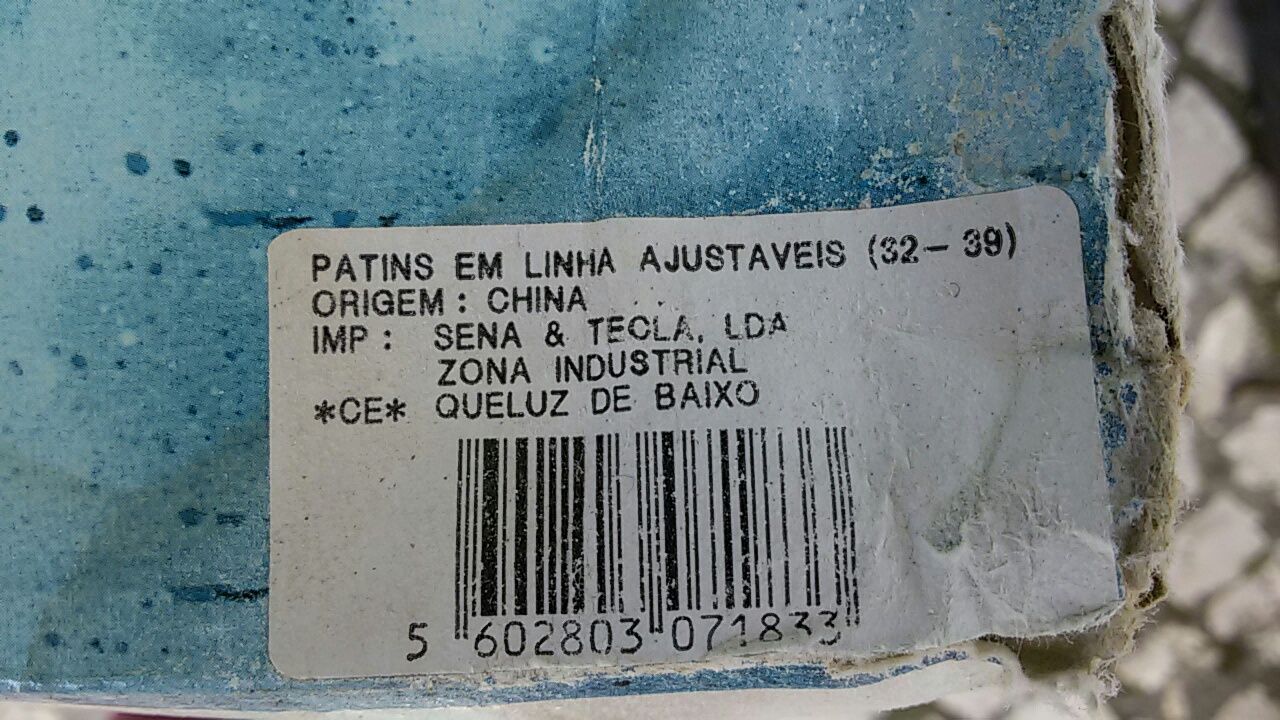 PATINS EM LINHA AJUSTAVEIS (32- 39)
ORIGEM : CHINA
IMP : SENA & TECLA, LDA
ZONA INDUSTRIAL
*CE* QUELUZ DE BAIXO
5 602803 071833